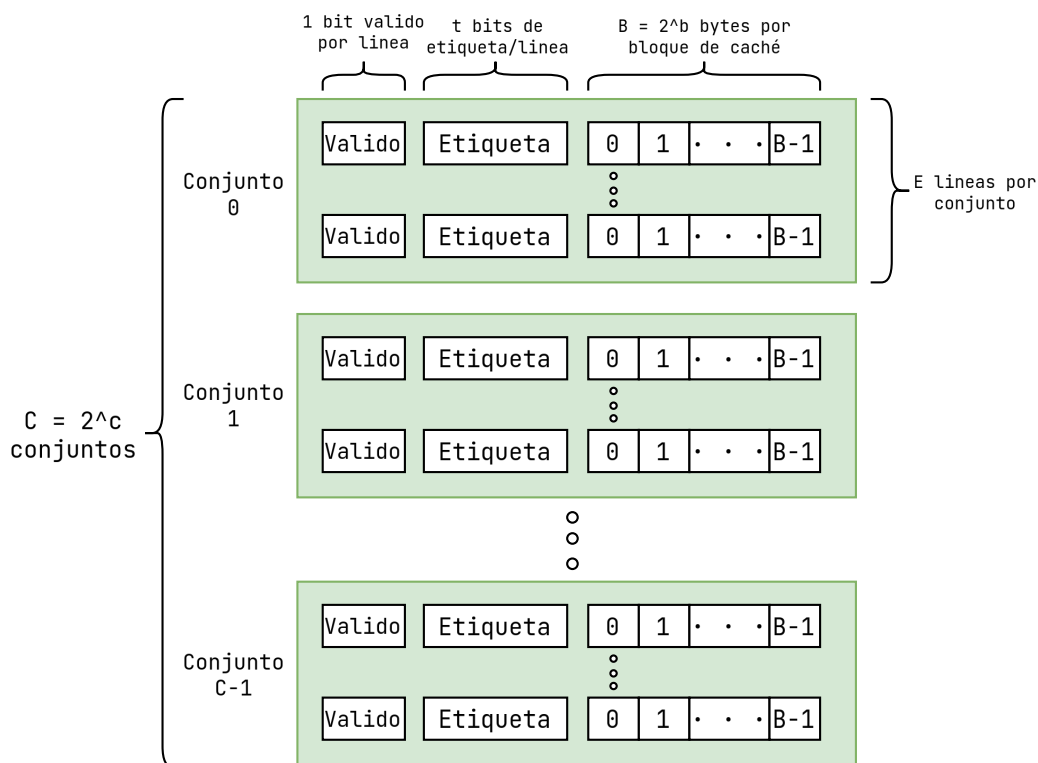 1 bit valido
por linea
t bits de
etiqueta/linea
B = 2^b bytes por
bloque de caché
Conjunto
0
Valido Etiqueta 0 1 · · · B-1
Valido Etiqueta 0 1 · · · B-1
E lineas por
conjunto
C = 2^c
conjuntos
Conjunto
1
Valido Etiqueta 0 1 · · · B-1
Valido Etiqueta 0 1 · · · B-1
Conjunto
C-1
Valido Etiqueta 0 1 · · · B-1
Valido Etiqueta 0 1 · · · B-1